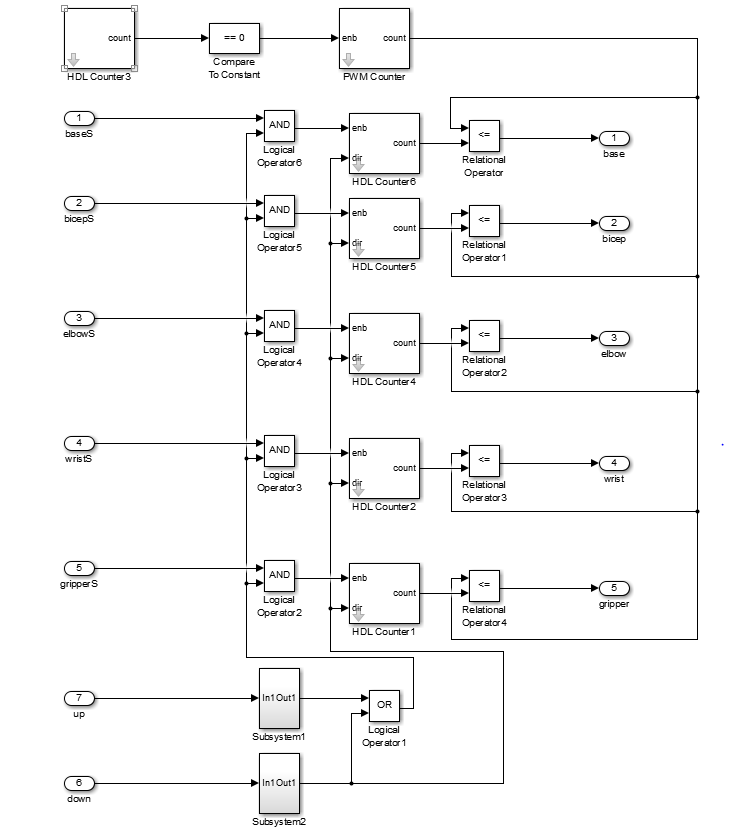 count
HDL Counter3
== 0
Compare
To Constant
enb
count
PWM Counter
1
baseS
AND
Logical
Operator6
enb
dir
count
HDL Counter6
<=
Relational
Operator
1
base
2
bicepS
AND
Logical
Operator5
enb
dir
count
HDL Counter5
<=
Relational
Operator1
2
bicep
3
elbowS
AND
Logical
Operator4
enb
dir
count
HDL Counter4
<=
Relational
Operator2
3
elbow
4
wristS
AND
Logical
Operator3
enb
dir
count
HDL Counter2
<=
Relational
Operator3
4
wrist
5
gripperS
AND
Logical
Operator2
enb
dir
count
HDL Counter1
<=
Relational
Operator4
5
gripper
7
up
In1 Out1
Subsystem1
OR
Logical
Operator1
6
down
In1 Out1
Subsystem2